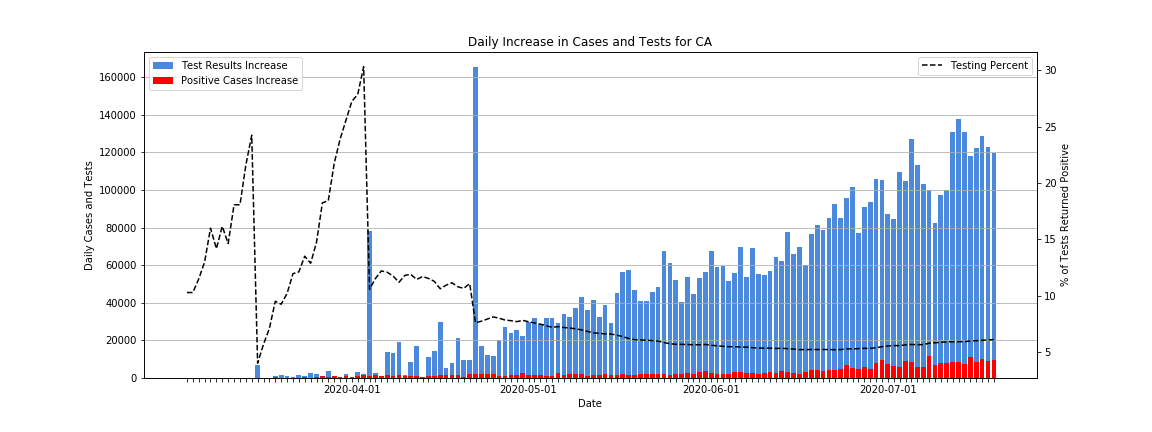 Daily Increase in Cases and Tests for CA
Test Results Increase
Positive Cases Increase
Testing Percent
160000
140000
120000
100000
80000
60000
40000
20000
0
Daily Cases and Tests
30
25
20
15
10
5
% of Tests Returned Positive
2020-04-01
2020-05-01
2020-06-01
2020-07-01
Date